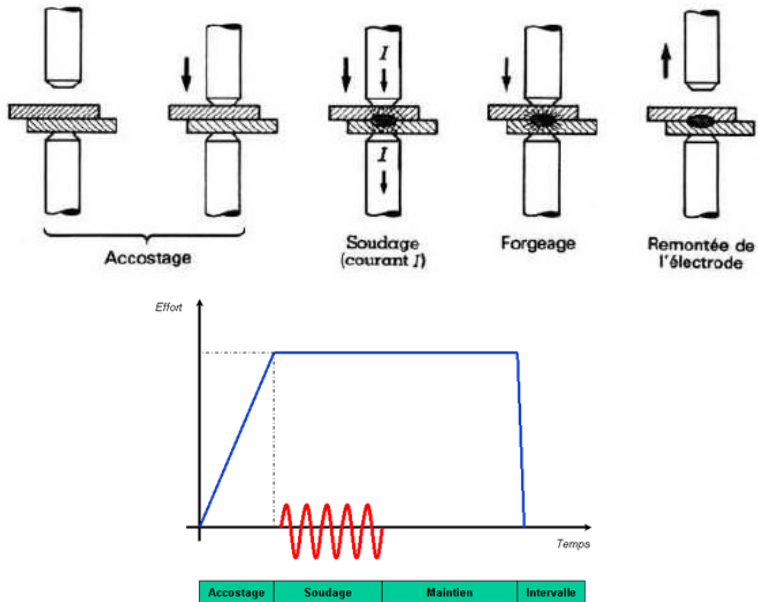 I
I
Accostage
Soudage
(courant I)
Forgeage
Remontée de
l'électrode
Effort
Temps
Accostage Soudage Maintien Intervalle